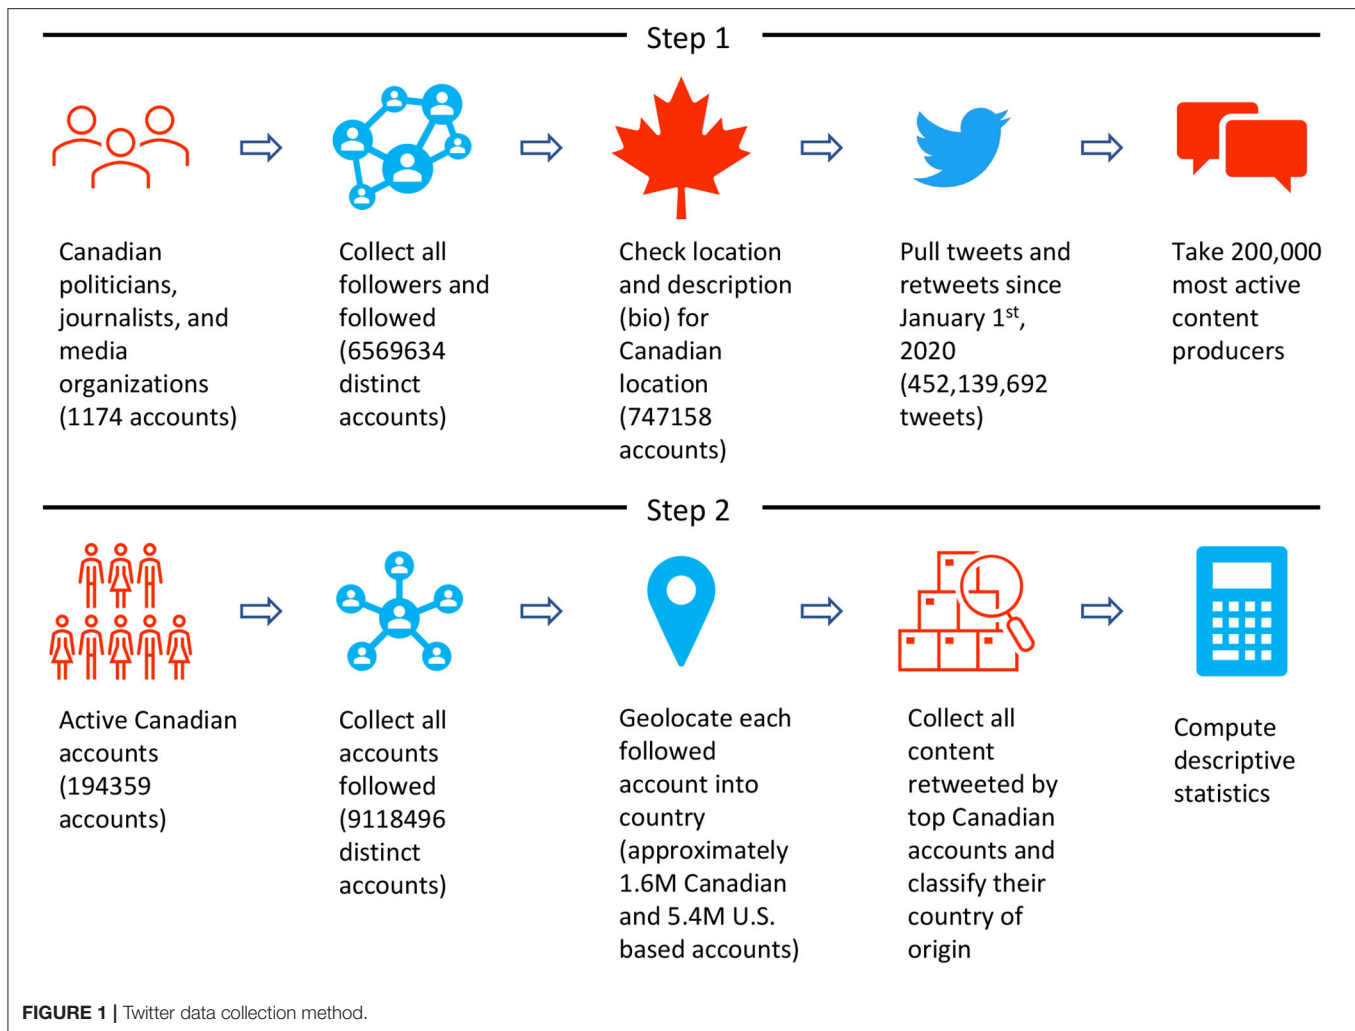 Step 1
Canadian
politicians,
journalists, and
media
organizations
(1174 accounts)
Collect all
followers and
followed
(6569634
distinct
accounts)
Check location
and description
(bio) for
Canadian
location
(747158
accounts)
Pull tweets and
retweets since
January 1st,
2020
(452,139,692
tweets)
Take 200,000
most active
content
producers
Step 2
Active Canadian
accounts
(194359
accounts)
Collect all
accounts
followed
(9118496
distinct
accounts)
Geolocate each
followed
account into
country
(approximately
1.6M Canadian
and 5.4M U.S.
based accounts)
Collect all
content
retweeted by
top Canadian
accounts and
classify their
country of
origin
Compute
descriptive
statistics
FIGURE 1 | Twitter data collection method.